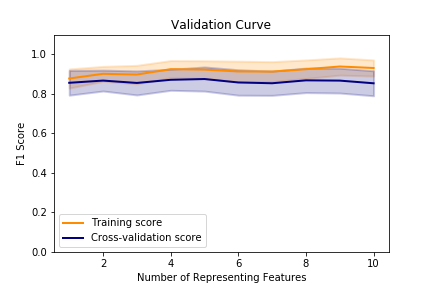 Validation Curve
F1 Score
1.0
0.8
0.6
0.4
0.2
0.0
Training score
Cross-validation score
2 4 6 8 10
Number of Representing Features